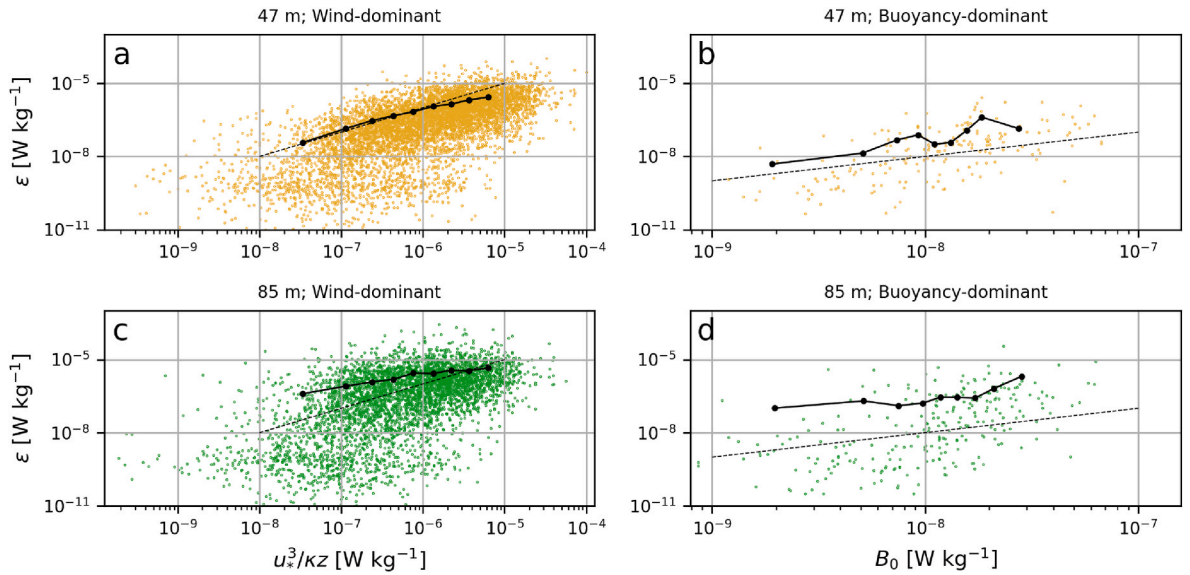 47 m; Wind-dominant
a
ε [W kg⁻¹]
10⁻⁵
10⁻⁸
10⁻¹¹
10⁻⁹ 10⁻⁸ 10⁻⁷ 10⁻⁶ 10⁻⁵ 10⁻⁴
47 m; Buoyancy-dominant
b
10⁻⁵
10⁻⁸
10⁻¹¹
10⁻⁹ 10⁻⁸ 10⁻⁷
85 m; Wind-dominant
c
ε [W kg⁻¹]
10⁻⁵
10⁻⁸
10⁻¹¹
10⁻⁹ 10⁻⁸ 10⁻⁷ 10⁻⁶ 10⁻⁵ 10⁻⁴
u³∗/κz [W kg⁻¹]
85 m; Buoyancy-dominant
d
10⁻⁵
10⁻⁸
10⁻¹¹
10⁻⁹ 10⁻⁸ 10⁻⁷
B₀ [W kg⁻¹]